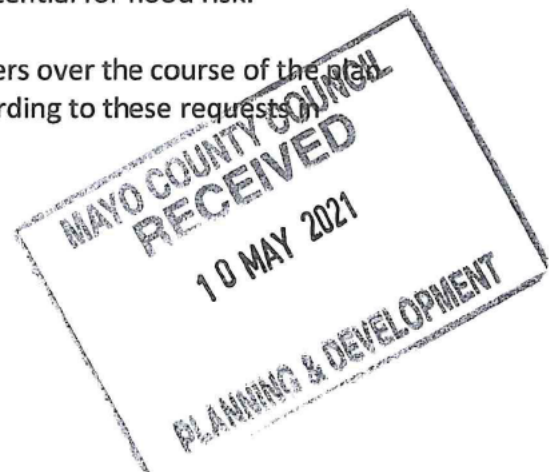 potential for flood risk.
ers over the course of the plan
rding to these requests in
MAYO COUNTY COUNCIL
RECEIVED
10 MAY 2021
PLANNING & DEVELOPMENT